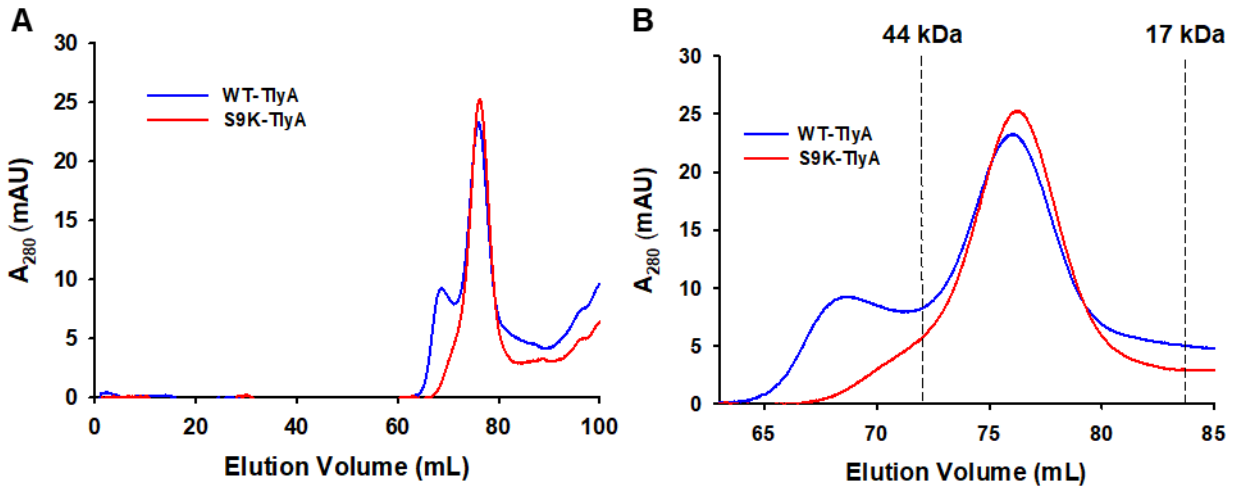 A
30
25
20
15
10
5
0
A280 (mAU)
WT-TlyA
S9K-TlyA
0 20 40 60 80 100
Elution Volume (mL)
B
44 kDa 17 kDa
30
25
20
15
10
5
0
A280 (mAU)
WT-TlyA
S9K-TlyA
65 70 75 80 85
Elution Volume (mL)